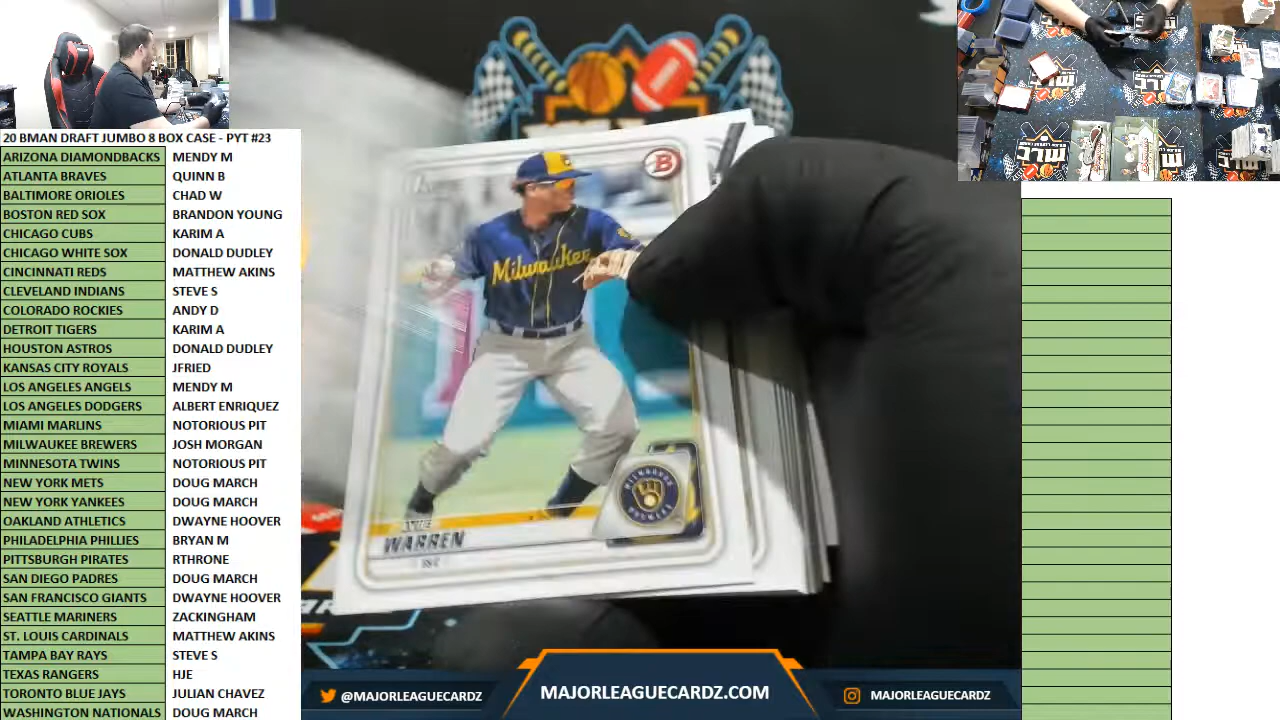 20 BMAN DRAFT JUMBO 8 BOX CASE - PYT #23
ARIZONA DIAMONDBACKS MENDY M
ATLANTA BRAVES QUINN B
BALTIMORE ORIOLES CHAD W
BOSTON RED SOX BRANDON YOUNG
CHICAGO CUBS KARIM A
CHICAGO WHITE SOX DONALD DUDLEY
CINCINNATI REDS MATTHEW AKINS
CLEVELAND INDIANS STEVE S
COLORADO ROCKIES ANDY D
DETROIT TIGERS KARIM A
HOUSTON ASTROS DONALD DUDLEY
KANSAS CITY ROYALS JFRIED
LOS ANGELES ANGELS MENDY M
LOS ANGELES DODGERS ALBERT ENRIQUEZ
MIAMI MARLINS NOTORIOUS PIT
MILWAUKEE BREWERS JOSH MORGAN
MINNESOTA TWINS NOTORIOUS PIT
NEW YORK METS DOUG MARCH
NEW YORK YANKEES DOUG MARCH
OAKLAND ATHLETICS DWAYNE HOOVER
PHILADELPHIA PHILLIES BRYAN M
PITTSBURGH PIRATES RTHRONE
SAN DIEGO PADRES DOUG MARCH
SAN FRANCISCO GIANTS DWAYNE HOOVER
SEATTLE MARINERS ZACKINGHAM
ST. LOUIS CARDINALS MATTHEW AKINS
TAMPA BAY RAYS STEVE S
TEXAS RANGERS HJE
TORONTO BLUE JAYS JULIAN CHAVEZ
WASHINGTON NATIONALS DOUG MARCH
B
Milwaukee
WARREN
@MAJORLEAGUECARDZ
MAJORLEAGUECARDZ.COM
MAJORLEAGUECARDZ